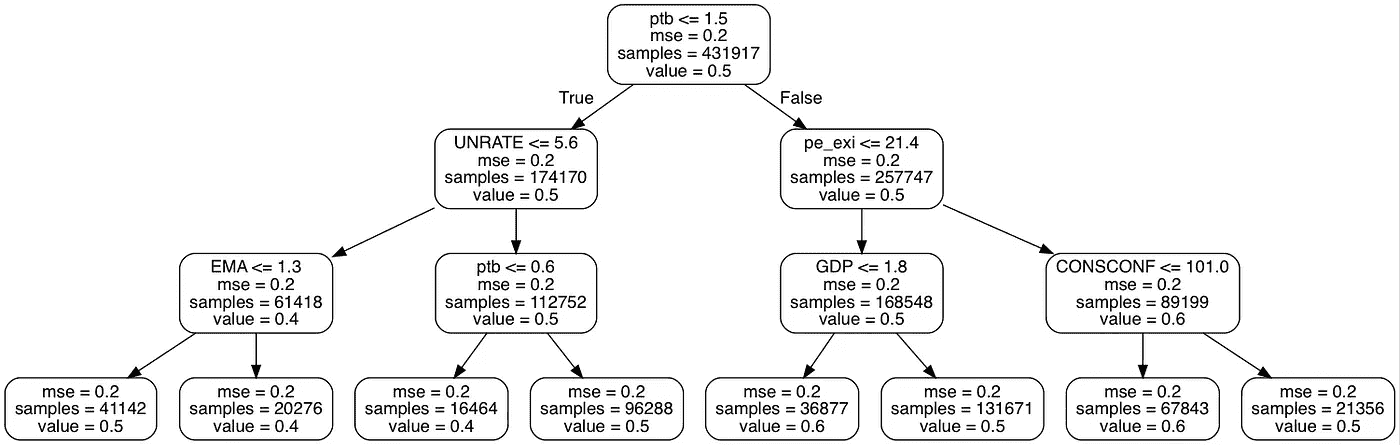 ptb <= 1.5
mse = 0.2
samples = 431917
value = 0.5
True
False
UNRATE <= 5.6
mse = 0.2
samples = 174170
value = 0.5
pe_exi <= 21.4
mse = 0.2
samples = 257747
value = 0.5
EMA <= 1.3
mse = 0.2
samples = 61418
value = 0.4
ptb <= 0.6
mse = 0.2
samples = 112752
value = 0.5
GDP <= 1.8
mse = 0.2
samples = 168548
value = 0.5
CONSCONF <= 101.0
mse = 0.2
samples = 89199
value = 0.6
mse = 0.2
samples = 41142
value = 0.5
mse = 0.2
samples = 20276
value = 0.4
mse = 0.2
samples = 16464
value = 0.4
mse = 0.2
samples = 96288
value = 0.5
mse = 0.2
samples = 36877
value = 0.6
mse = 0.2
samples = 131671
value = 0.5
mse = 0.2
samples = 67843
value = 0.6
mse = 0.2
samples = 21356
value = 0.5